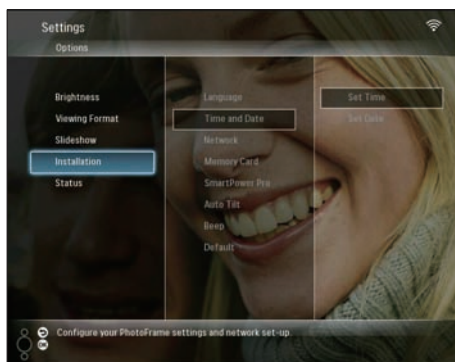 Settings
Options
Brightness
Viewing Format
Slideshow
Installation
Status
Language
Time and Date
Network
Memory Card
SmartPower Pro
Auto Tilt
Beep
Default
Set Time
Set Date
OK Configure your PhotoFrame settings and network set-up.